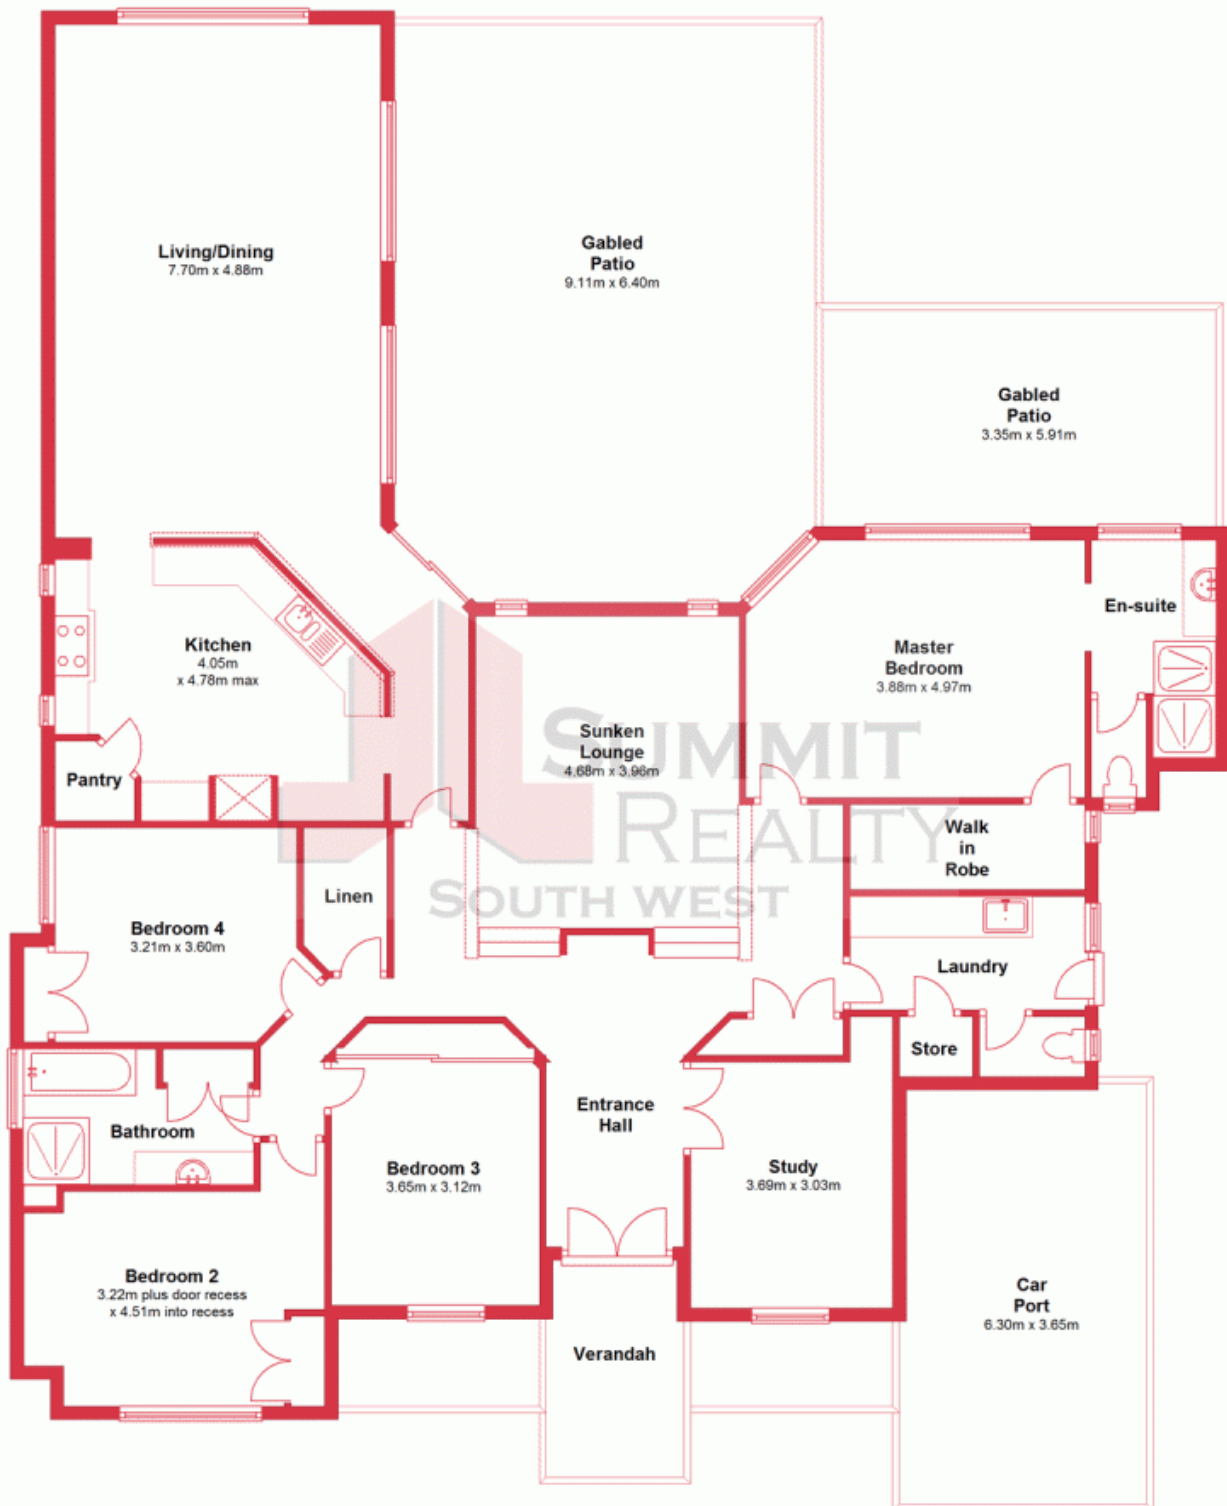 Living/Dining
7.70m x 4.88m
Gabled
Patio
9.11m x 6.40m
Gabled
Patio
3.35m x 5.91m
En-suite
Kitchen
4.05m
x 4.78m max
Master
Bedroom
3.88m x 4.97m
Sunken
Lounge
4.68m x 3.96m
SUMMIT
REALTY
SOUTH WEST
Pantry
Walk
in
Robe
Linen
Bedroom 4
3.21m x 3.60m
Laundry
Store
Bathroom
Entrance
Hall
Bedroom 3
3.65m x 3.12m
Study
3.69m x 3.03m
Bedroom 2
3.22m plus door recess
x 4.51m into recess
Car
Port
6.30m x 3.65m
Verandah